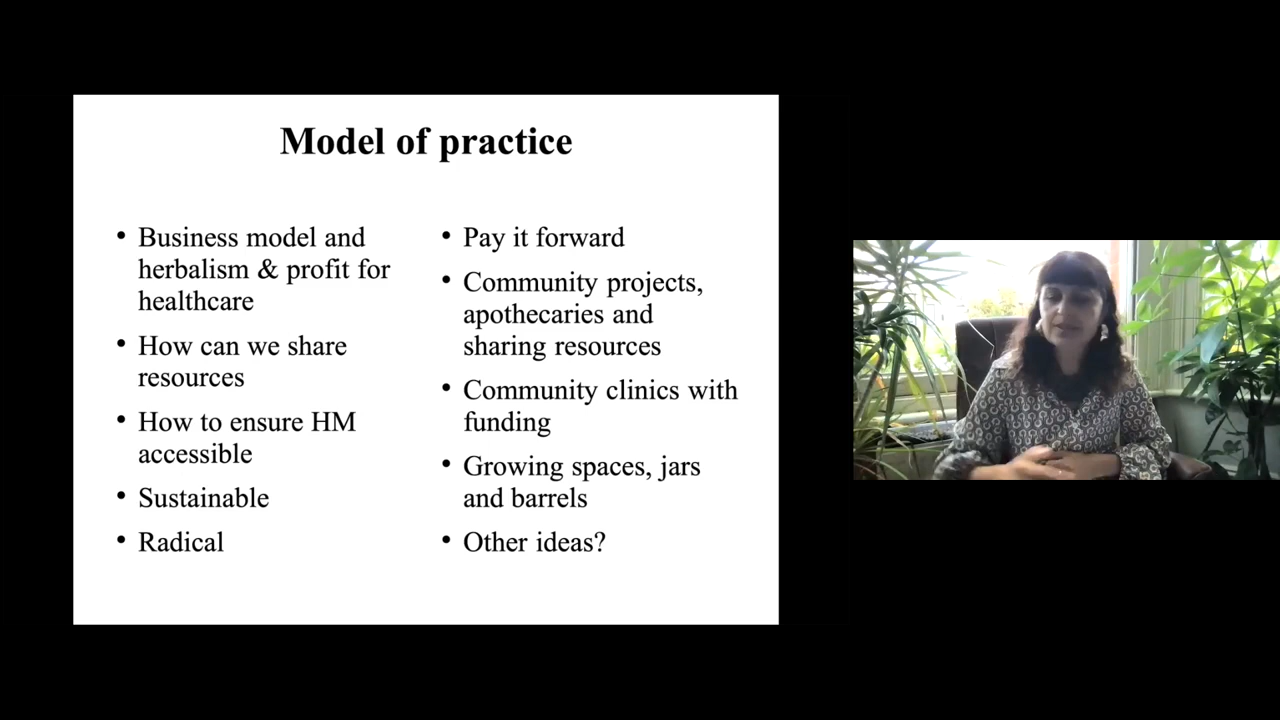 Model of practice
• Business model and
herbalism & profit for
healthcare
• How can we share
resources
• How to ensure HM
accessible
• Sustainable
• Radical
• Pay it forward
• Community projects,
apothecaries and
sharing resources
• Community clinics with
funding
• Growing spaces, jars
and barrels
• Other ideas?